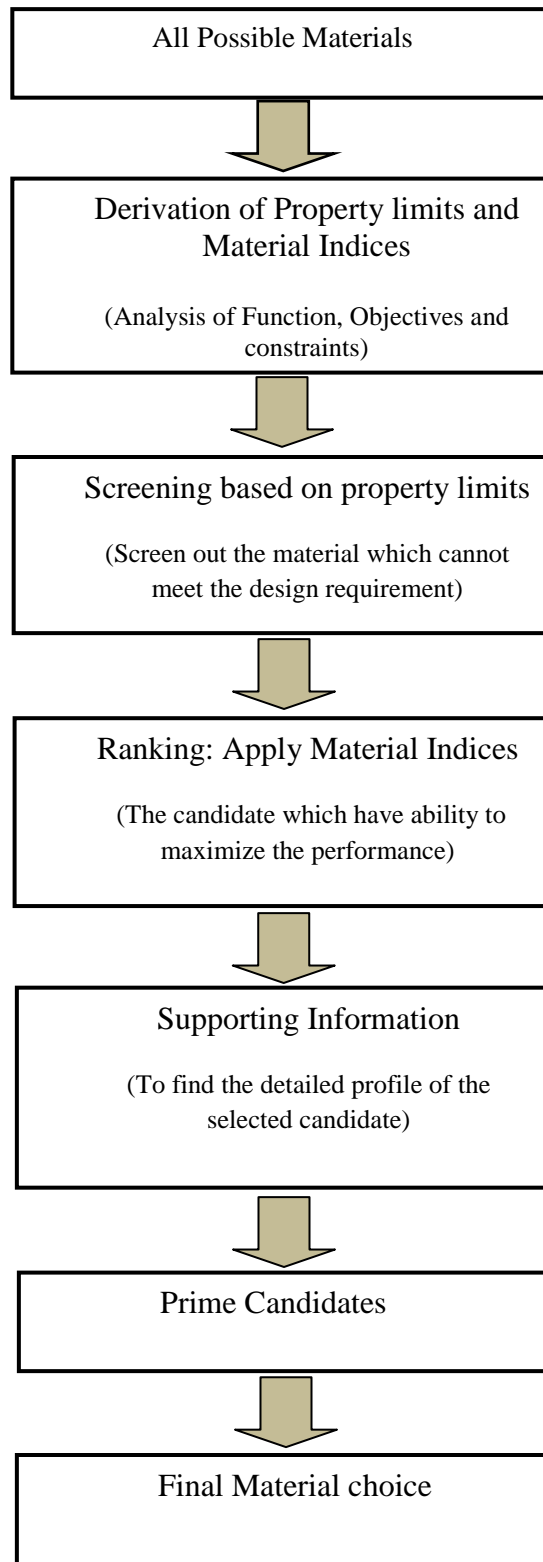 All Possible Materials
Derivation of Property limits and
Material Indices
(Analysis of Function, Objectives and
constraints)
Screening based on property limits
(Screen out the material which cannot
meet the design requirement)
Ranking: Apply Material Indices
(The candidate which have ability to
maximize the performance)
Supporting Information
(To find the detailed profile of the
selected candidate)
Prime Candidates
Final Material choice